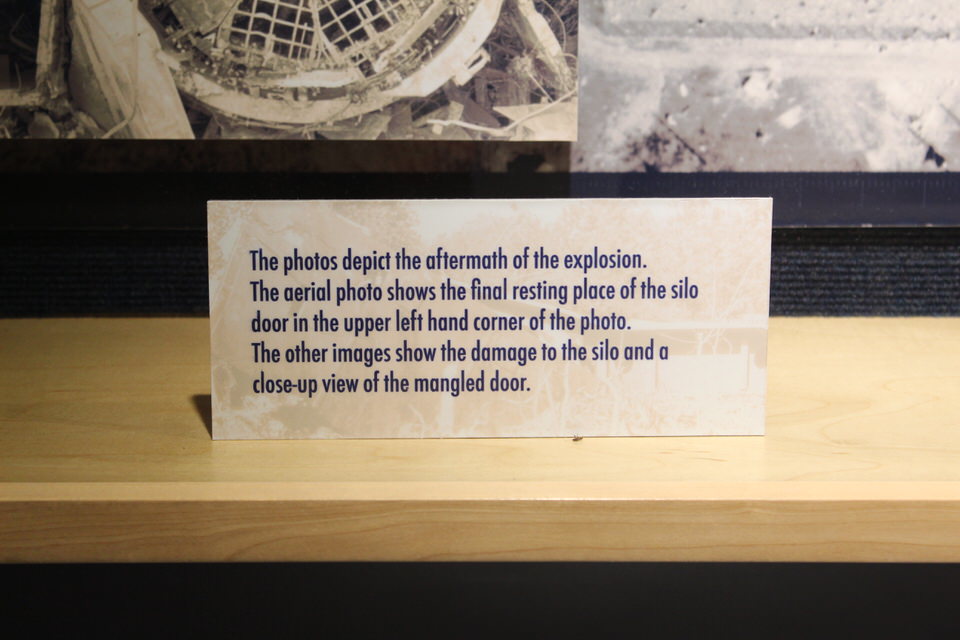 The photos depict the aftermath of the explosion.
The aerial photo shows the final resting place of the silo
door in the upper left hand corner of the photo.
The other images show the damage to the silo and a
close-up view of the mangled door.